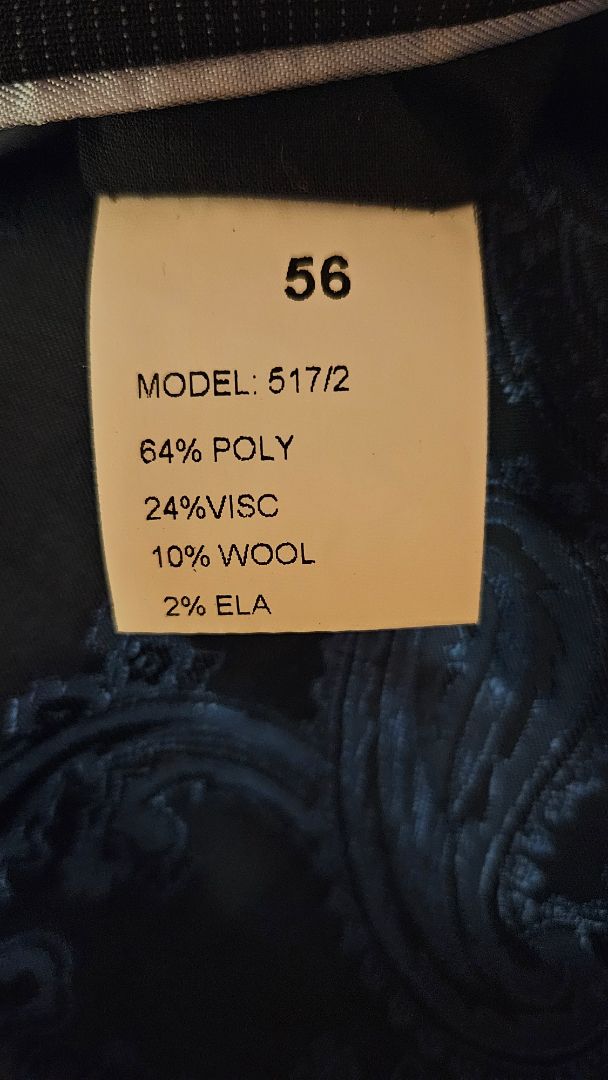 56
MODEL: 517/2
64% POLY
24%VISC
10% WOOL
2% ELA